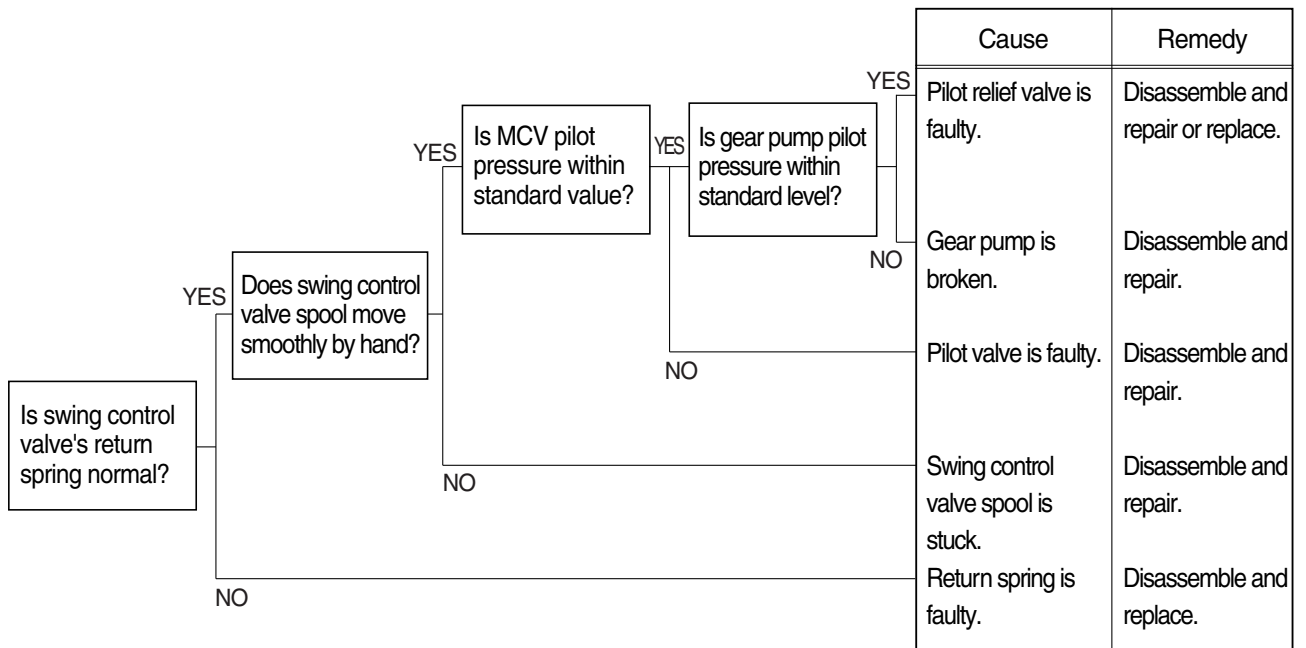 Cause
Remedy
YES
Pilot relief valve is
faulty.
Disassemble and
repair or replace.
YES
Is MCV pilot
pressure within
standard value?
YES
Is gear pump pilot
pressure within
standard level?
NO
Gear pump is
broken.
Disassemble and
repair.
YES
Does swing control
valve spool move
smoothly by hand?
NO
Pilot valve is faulty.
Disassemble and
repair.
Is swing control
valve's return
spring normal?
NO
Swing control
valve spool is
stuck.
Disassemble and
repair.
NO
Return spring is
faulty.
Disassemble and
replace.